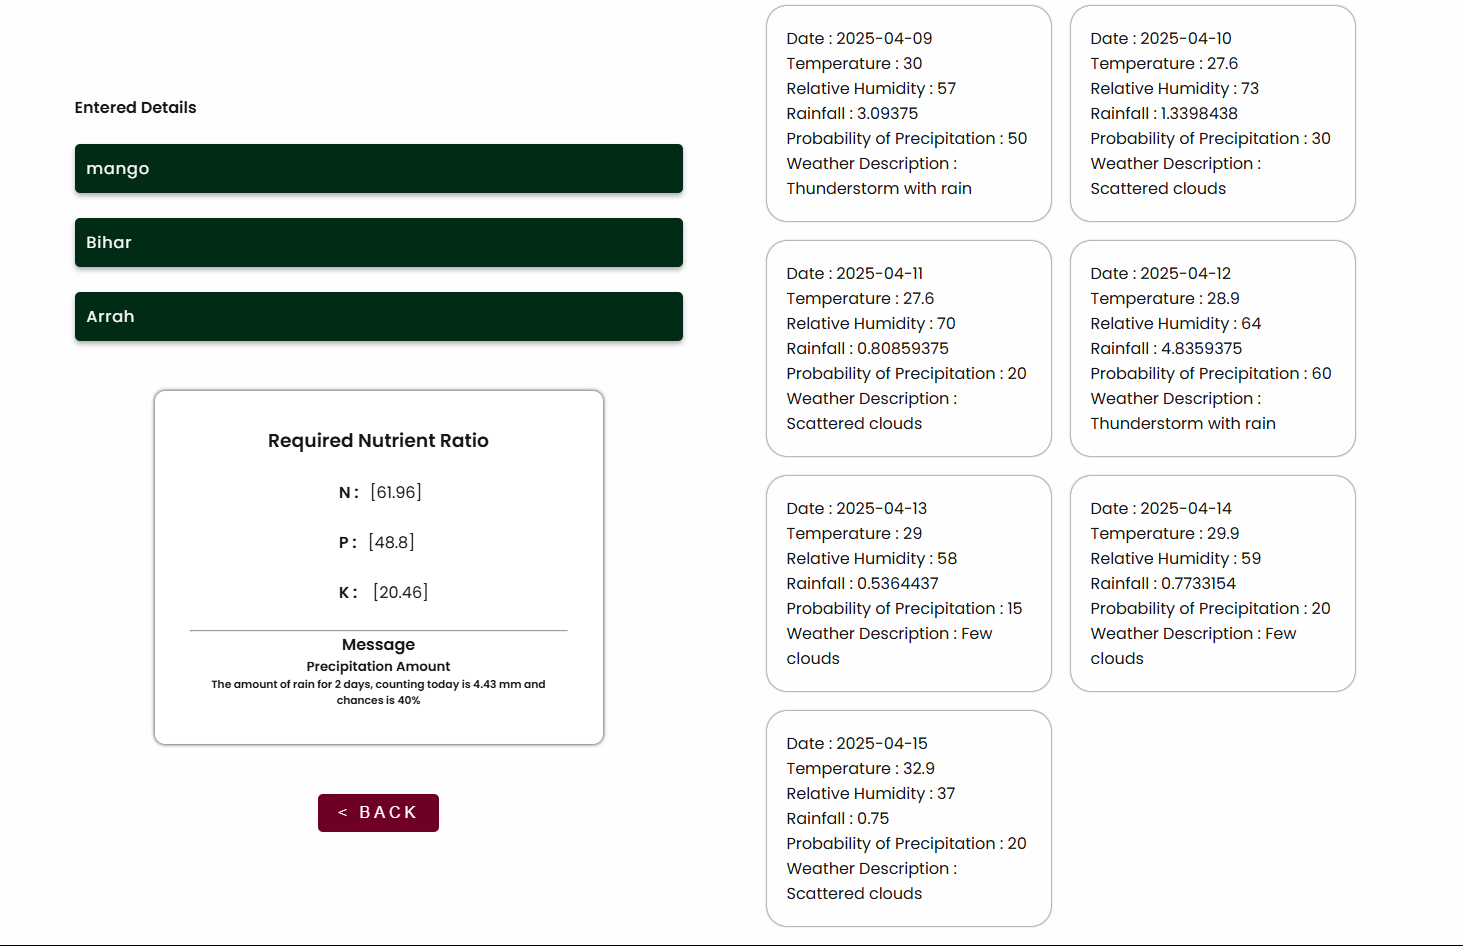 Entered Details
mango
Bihar
Arrah
Required Nutrient Ratio
N : [61.96]
P : [48.8]
K : [20.46]
Message
Precipitation Amount
The amount of rain for 2 days, counting today is 4.43 mm and
chances is 40%
< BACK
Date : 2025-04-09
Temperature : 30
Relative Humidity : 57
Rainfall : 3.09375
Probability of Precipitation : 50
Weather Description :
Thunderstorm with rain
Date : 2025-04-10
Temperature : 27.6
Relative Humidity : 73
Rainfall : 1.3398438
Probability of Precipitation : 30
Weather Description :
Scattered clouds
Date : 2025-04-11
Temperature : 27.6
Relative Humidity : 70
Rainfall : 0.80859375
Probability of Precipitation : 20
Weather Description :
Scattered clouds
Date : 2025-04-12
Temperature : 28.9
Relative Humidity : 64
Rainfall : 4.8359375
Probability of Precipitation : 60
Weather Description :
Thunderstorm with rain
Date : 2025-04-13
Temperature : 29
Relative Humidity : 58
Rainfall : 0.5364437
Probability of Precipitation : 15
Weather Description : Few
clouds
Date : 2025-04-14
Temperature : 29.9
Relative Humidity : 59
Rainfall : 0.7733154
Probability of Precipitation : 20
Weather Description : Few
clouds
Date : 2025-04-15
Temperature : 32.9
Relative Humidity : 37
Rainfall : 0.75
Probability of Precipitation : 20
Weather Description :
Scattered clouds